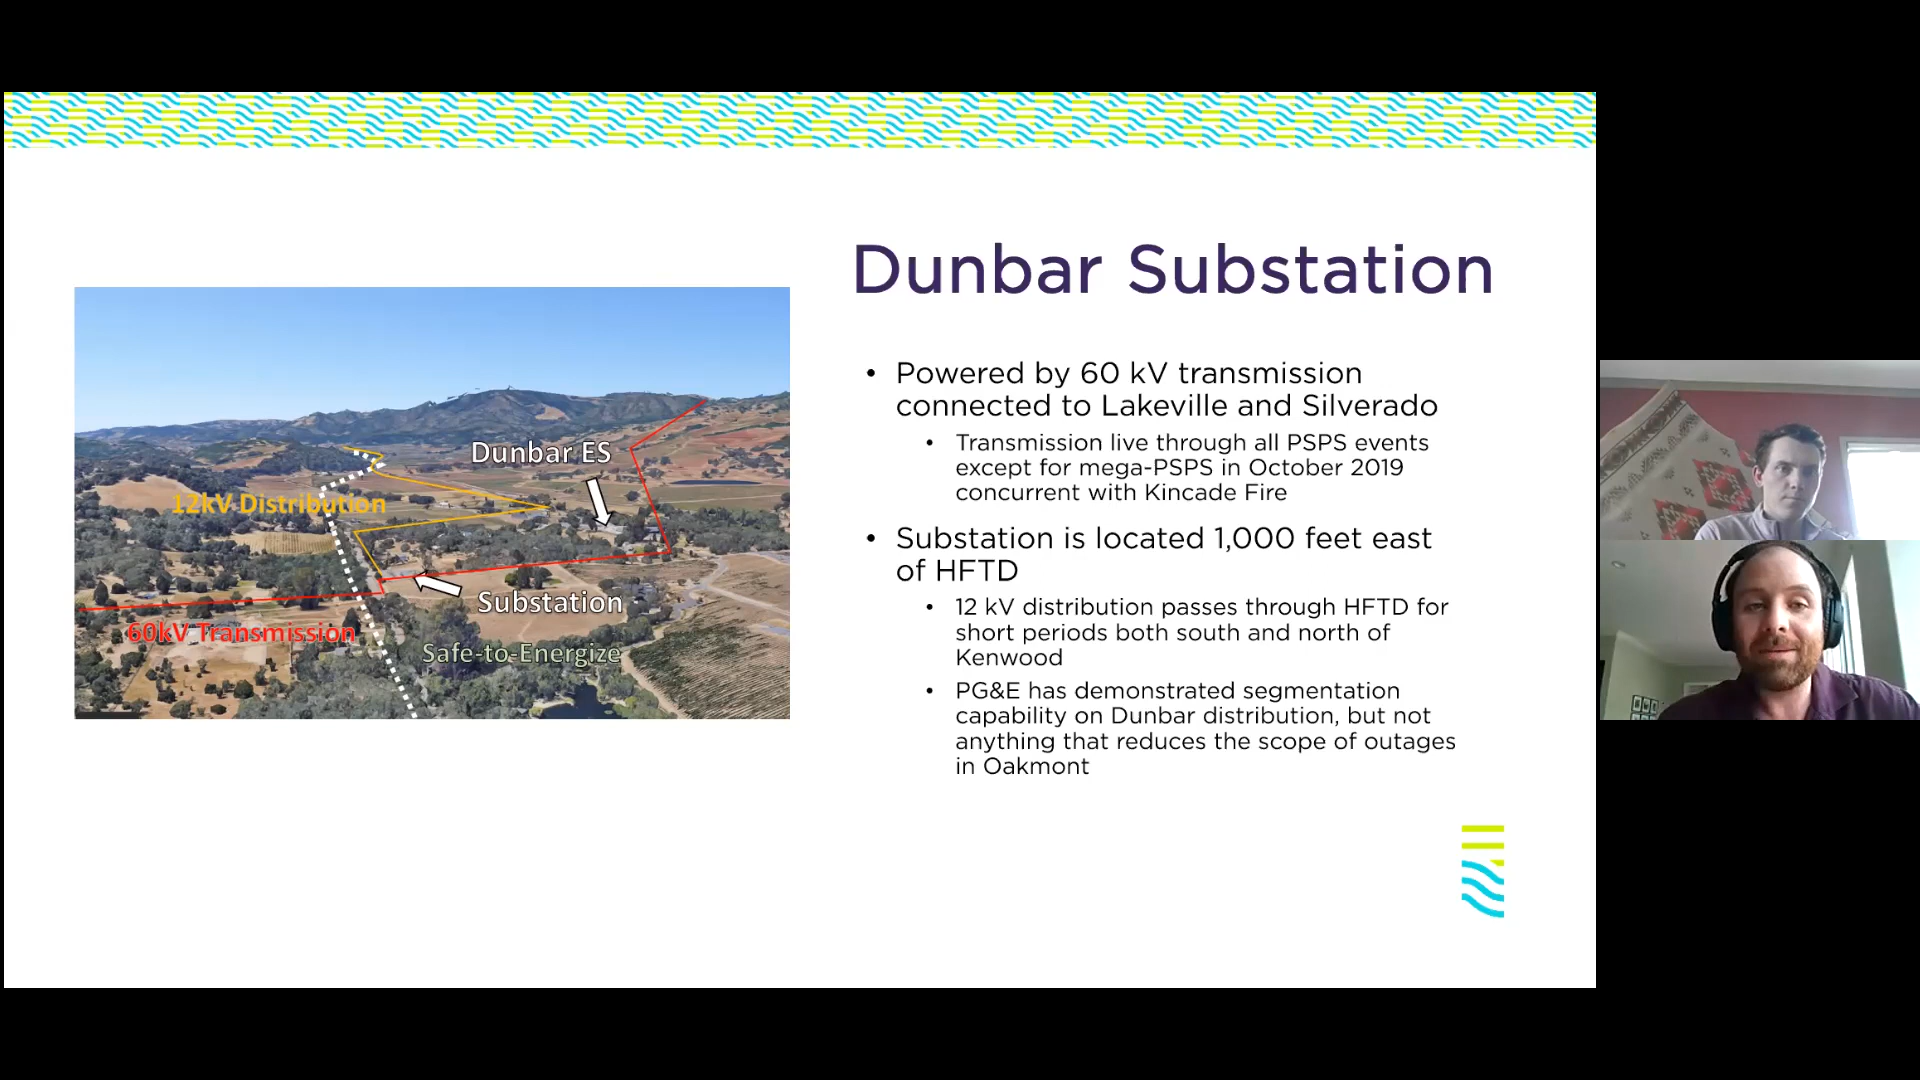 Dunbar Substation
• Powered by 60 kV transmission
connected to Lakeville and Silverado
• Transmission live through all PSPS events
except for mega-PSPS in October 2019
concurrent with Kincade Fire
• Substation is located 1,000 feet east
of HFTD
• 12 kV distribution passes through HFTD for
short periods both south and north of
Kenwood
• PG&E has demonstrated segmentation
capability on Dunbar distribution, but not
anything that reduces the scope of outages
in Oakmont
Dunbar ES
12kV Distribution
Substation
60kV Transmission
Safe-to-Energize